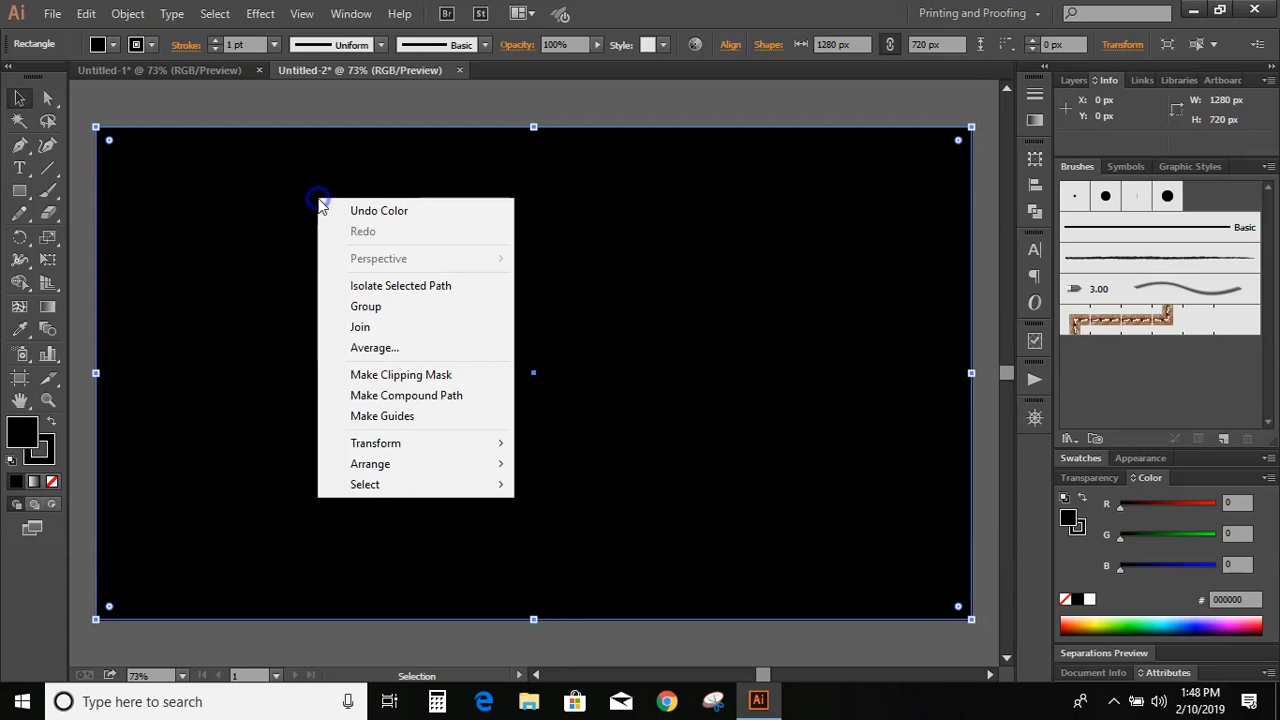 Ai File Edit Object Type Select Effect View Window Help Br St Printing and Proofing
Rectangle Stroke: 1 pt Uniform Basic Opacity: 100% Style: Align Shape: 1280 px 720 px 0 px Transform
Untitled-1* @ 73% (RGB/Preview) × Untitled-2* @ 73% (RGB/Preview) ×
Layers Info Links Libraries Artboard
X: 0 px W: 1280 px
Y: 0 px H: 720 px
Brushes Symbols Graphic Styles
Basic
3.00
Undo Color
Redo
Perspective
Isolate Selected Path
Group
Join
Average...
Make Clipping Mask
Make Compound Path
Make Guides
Transform
Arrange
Select
Swatches Appearance
Transparency Color
R 0
G 0
B 0
# 000000
Separations Preview
Document Info Attributes
73% 1 Selection
Type here to search Ai 1:48 PM
2/10/2019